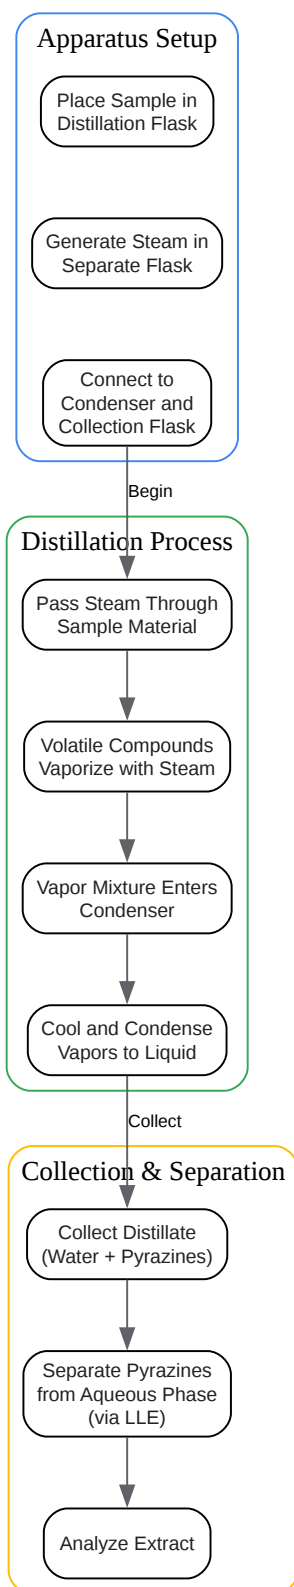 Apparatus Setup
Place Sample in
Distillation Flask
Generate Steam in
Separate Flask
Connect to
Condenser and
Collection Flask
Begin
Distillation Process
Pass Steam Through
Sample Material
Volatile Compounds
Vaporize with Steam
Vapor Mixture Enters
Condenser
Cool and Condense
Vapors to Liquid
Collect
Collection & Separation
Collect Distillate
(Water + Pyrazines)
Separate Pyrazines
from Aqueous Phase
(via LLE)
Analyze Extract